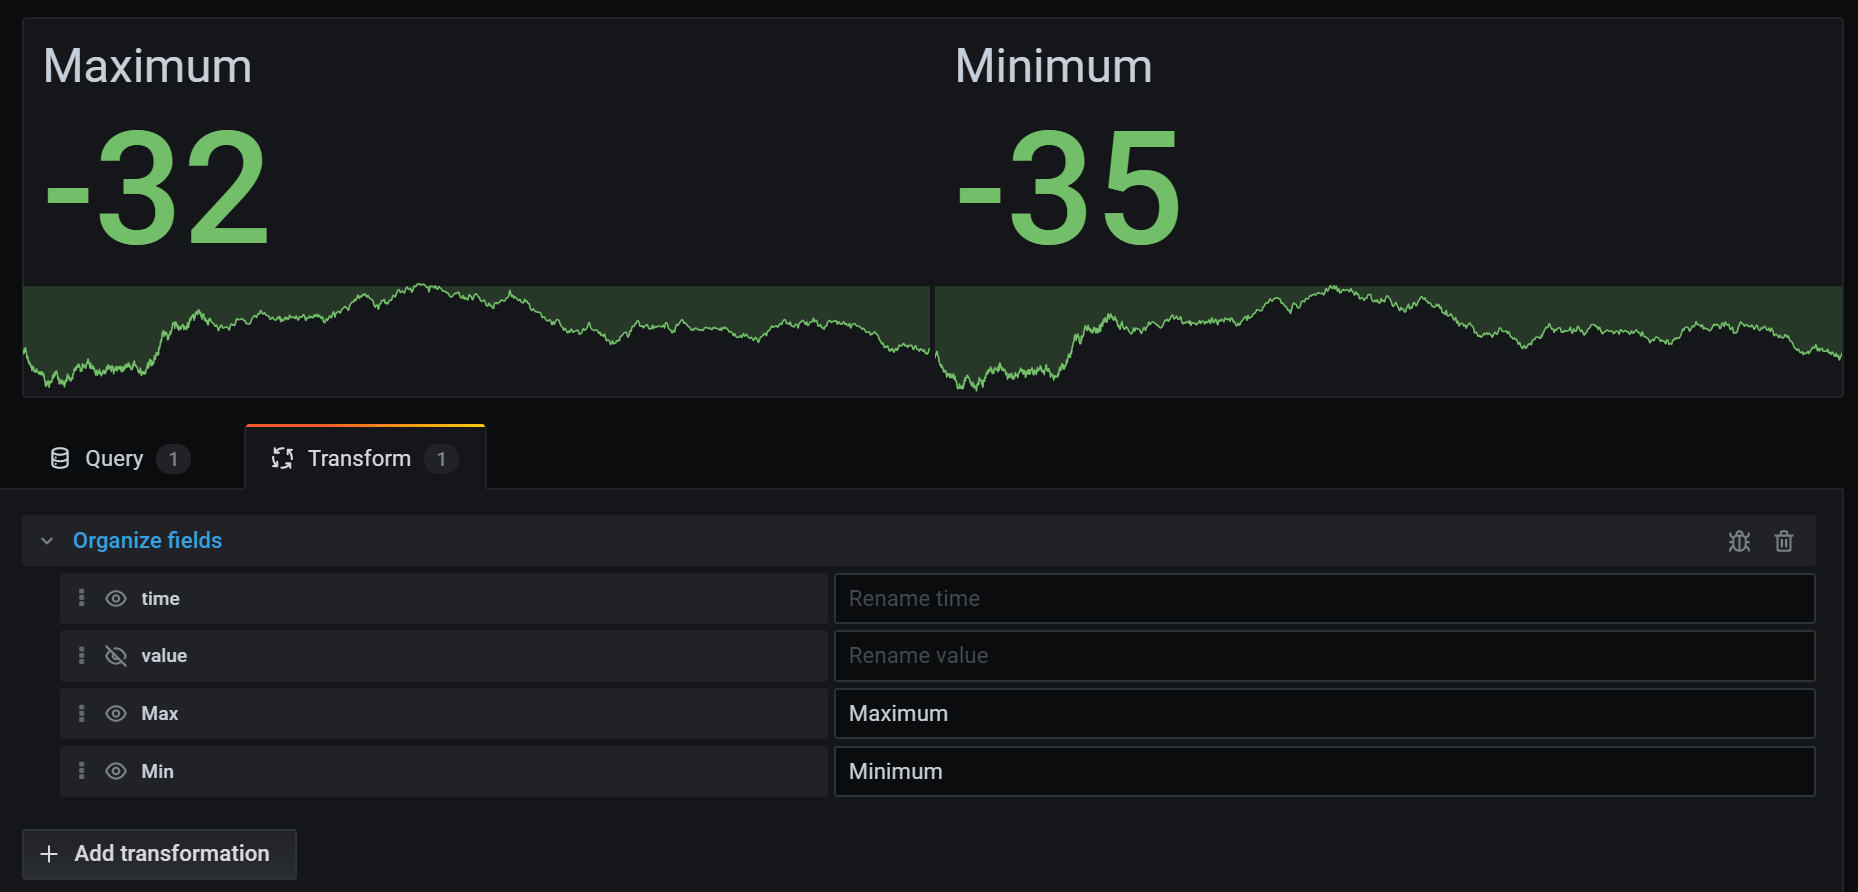 Maximum Minimum
-32 -35
Query 1 Transform 1
Organize fields
time Rename time
value Rename value
Max Maximum
Min Minimum
+ Add transformation